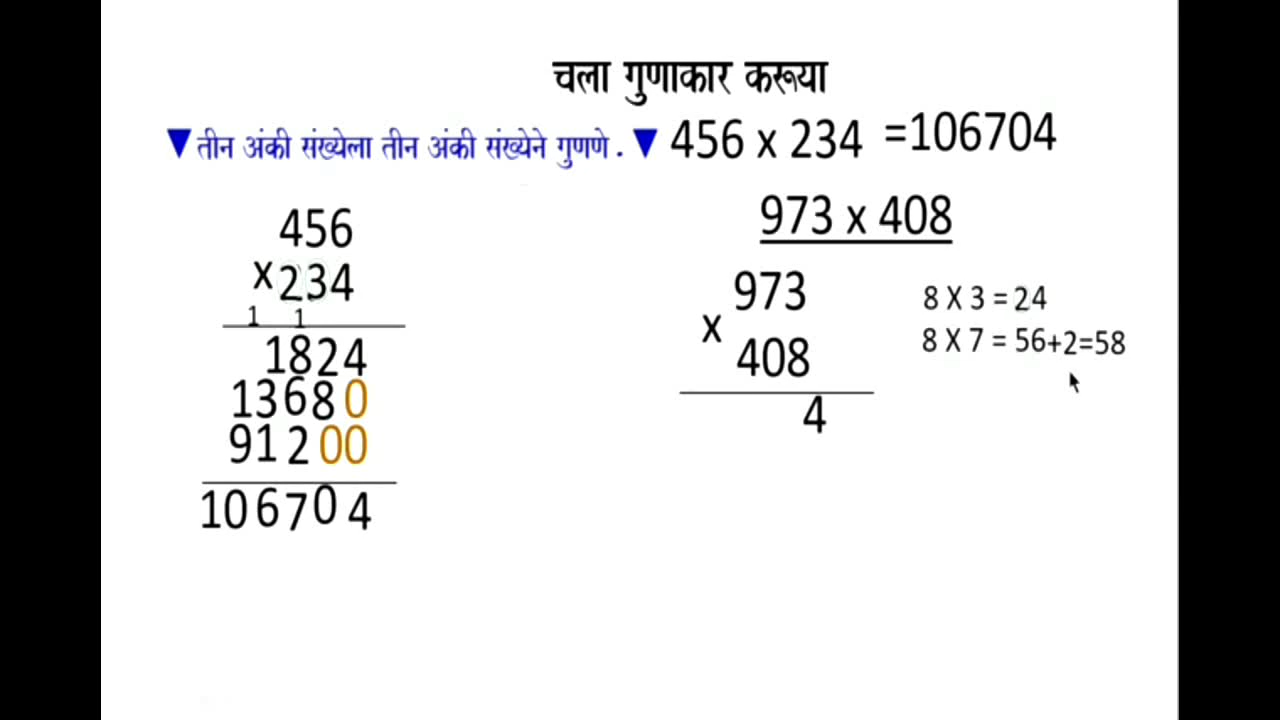 चला गुणाकार करूया
▼तीन अंकी संख्येला तीन अंकी संख्येने गुणणे .▼ 456 x 234 =106704
456
x 234
1 1
1824
13680
91200
106704
973 x 408
973
x
408
4
8 X 3 = 24
8 X 7 = 56+2=58